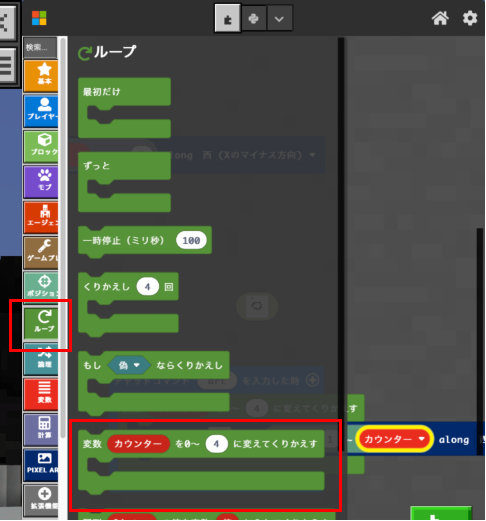 検索...
ループ
基本
最初だけ
プレイヤー
ブロック
along 西 (Xのマイナス方向)
モブ
ずっと
エージェン
一時停止 (ミリ秒) 100
ゲームプレ
ポジション
くりかえし 4 回
ループ
論理
もし 偽 ならくりかえし
を入力した時
変数
4 に変えてくりかえす
計算
変数 カウンター を0〜 4 に変えてくりかえす
カウンター along
PIXEL AR
拡張機能